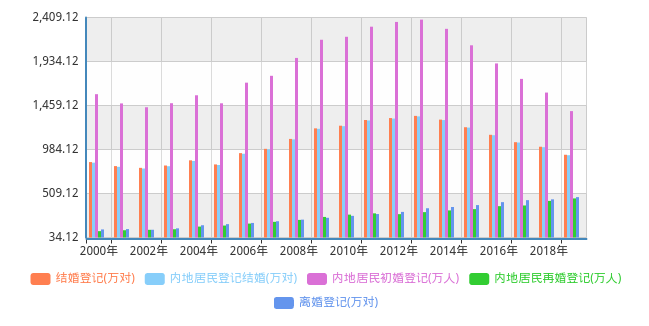 2,409.12
1,934.12
1,459.12
984.12
509.12
34.12
2000年 2002年 2004年 2006年 2008年 2010年 2012年 2014年 2016年 2018年
结婚登记(万对) 内地居民登记结婚(万对) 内地居民初婚登记(万人) 内地居民再婚登记(万人)
离婚登记(万对)